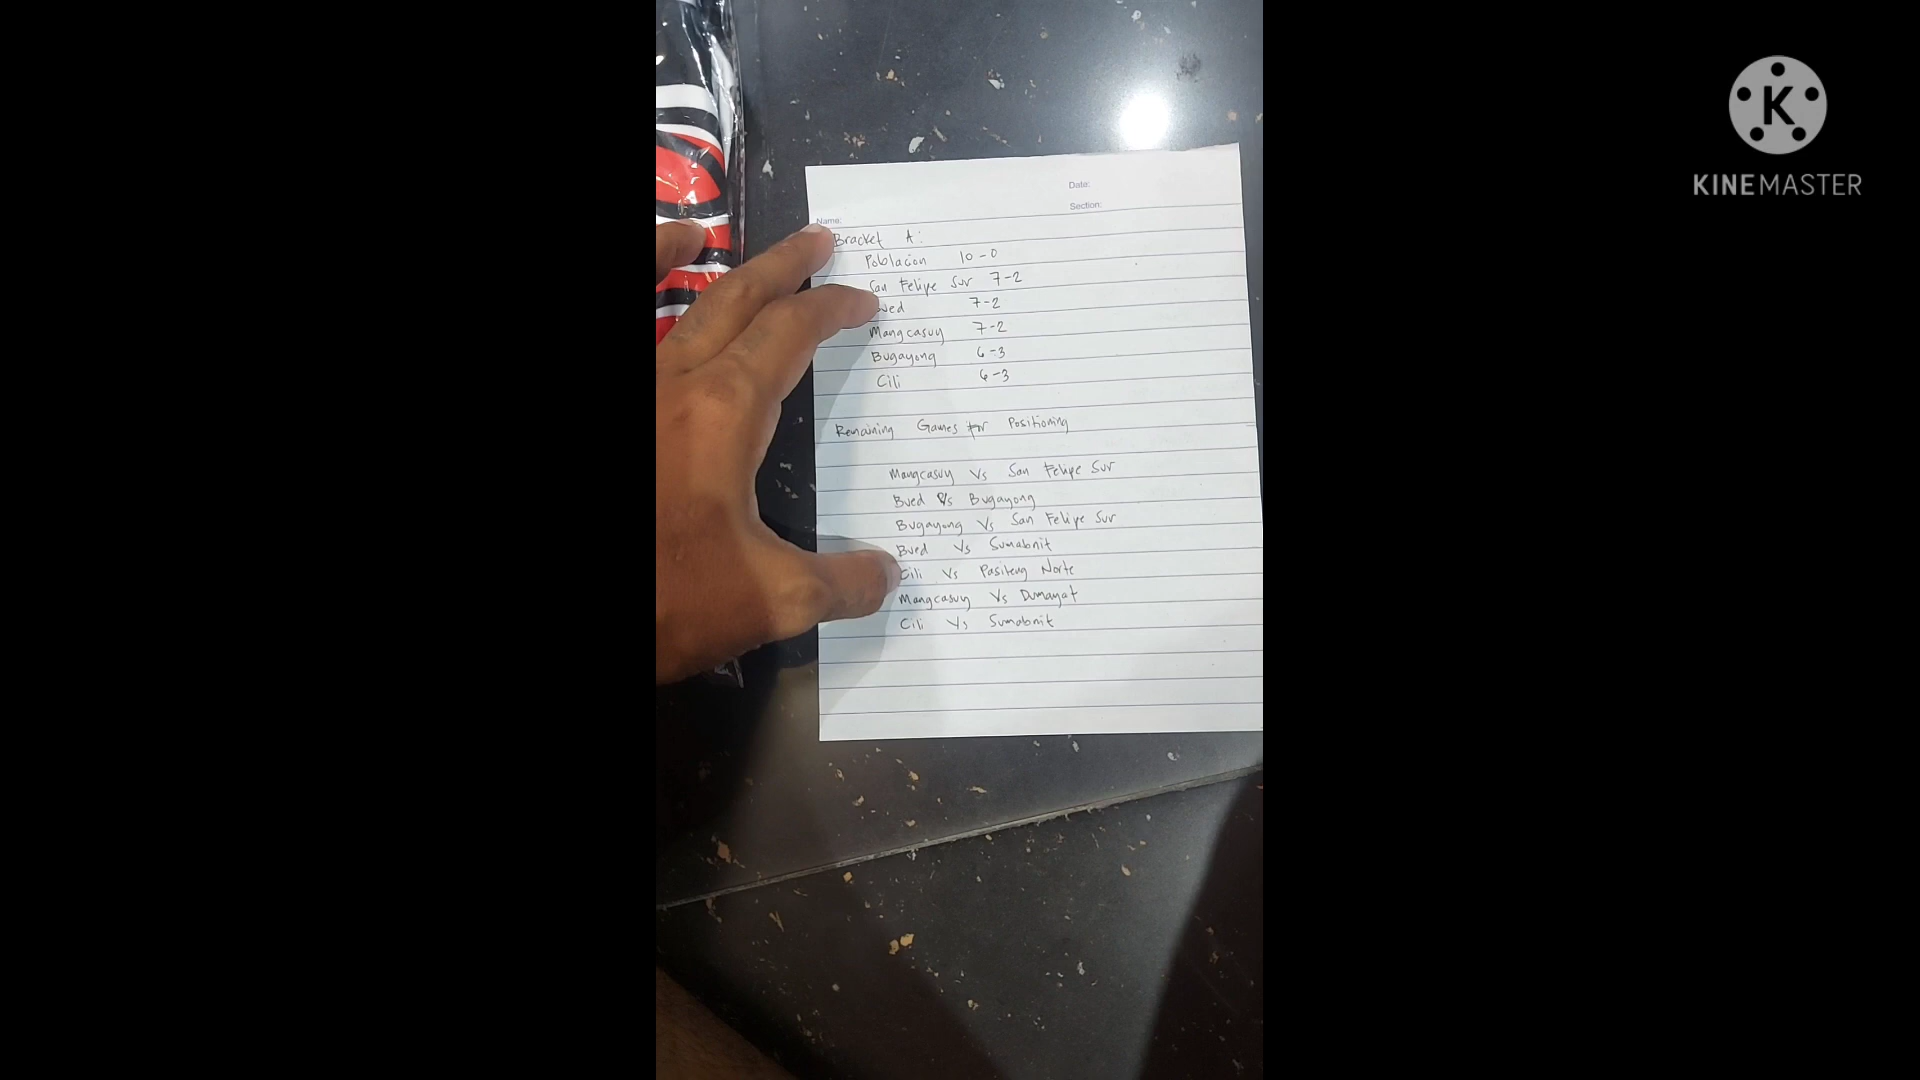 KINEMASTER
Date:
Section:
Name:
Bracket A:
Poblacion 10-0
San Felipe Sur 7-2
Bued 7-2
Mangcasuy 7-2
Bugayong 6-3
Cili 6-3
Remaining Games for Positioning
Mangcasuy Vs San Felipe Sur
Bued Vs Bugayong
Bugayong Vs San Felipe Sur
Bued Vs Sumabnit
Cili Vs Pasileng Norte
Mangcasuy Vs Dumayat
Cili Vs Sumabnit